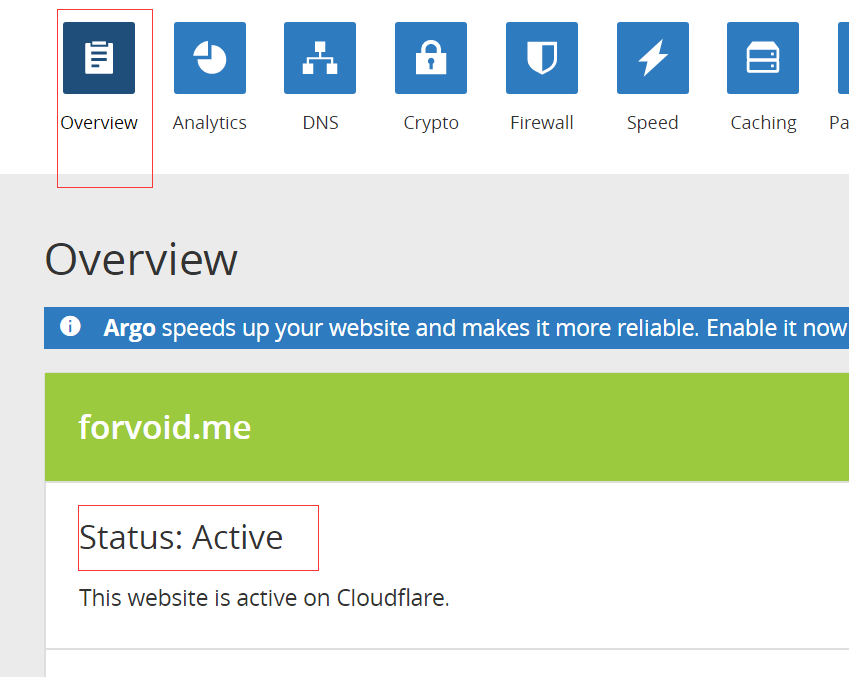 Overview Analytics DNS Crypto Firewall Speed Caching Pa
Overview
Argo speeds up your website and makes it more reliable. Enable it now
forvoid.me
Status: Active
This website is active on Cloudflare.